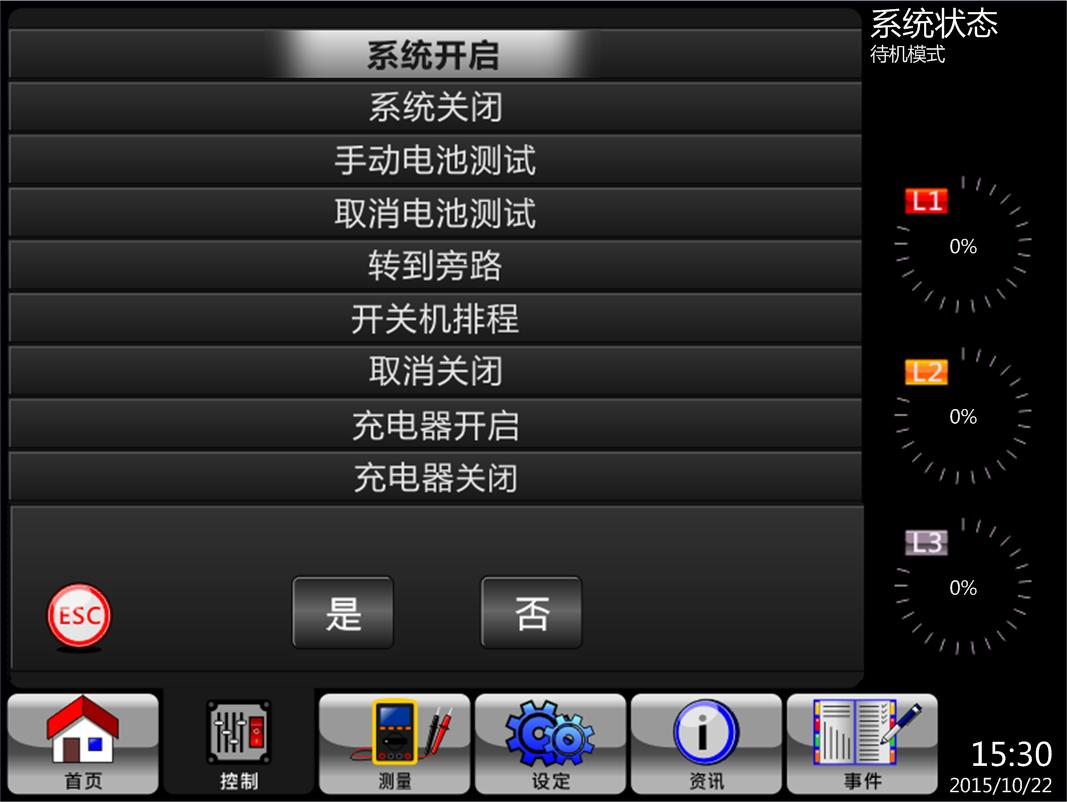 系统开启
系统关闭
手动电池测试
取消电池测试
转到旁路
开关机排程
取消关闭
充电器开启
充电器关闭
ESC
是
否
系统状态
待机模式
L1
0%
L2
0%
L3
0%
首页
控制
测量
设定
资讯
事件
15:30
2015/10/22